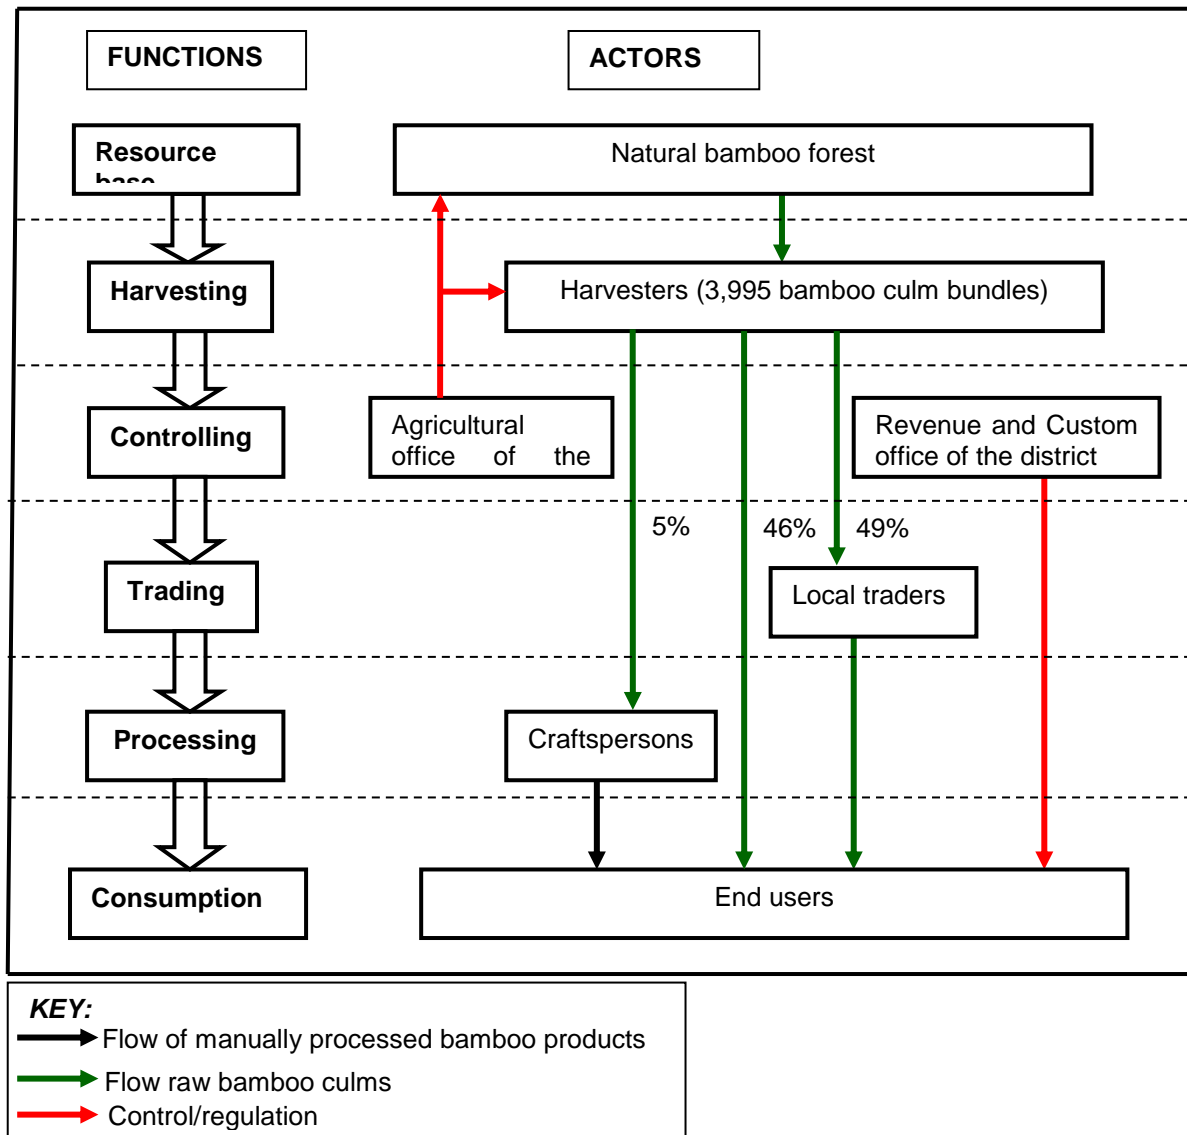 FUNCTIONS
ACTORS
Resource
base
Natural bamboo forest
Harvesting
Harvesters (3,995 bamboo culm bundles)
Controlling
Agricultural
office of the
Revenue and Custom
office of the district
5%
46%
49%
Trading
Local traders
Processing
Craftspersons
Consumption
End users
KEY:
Flow of manually processed bamboo products
Flow raw bamboo culms
Control/regulation